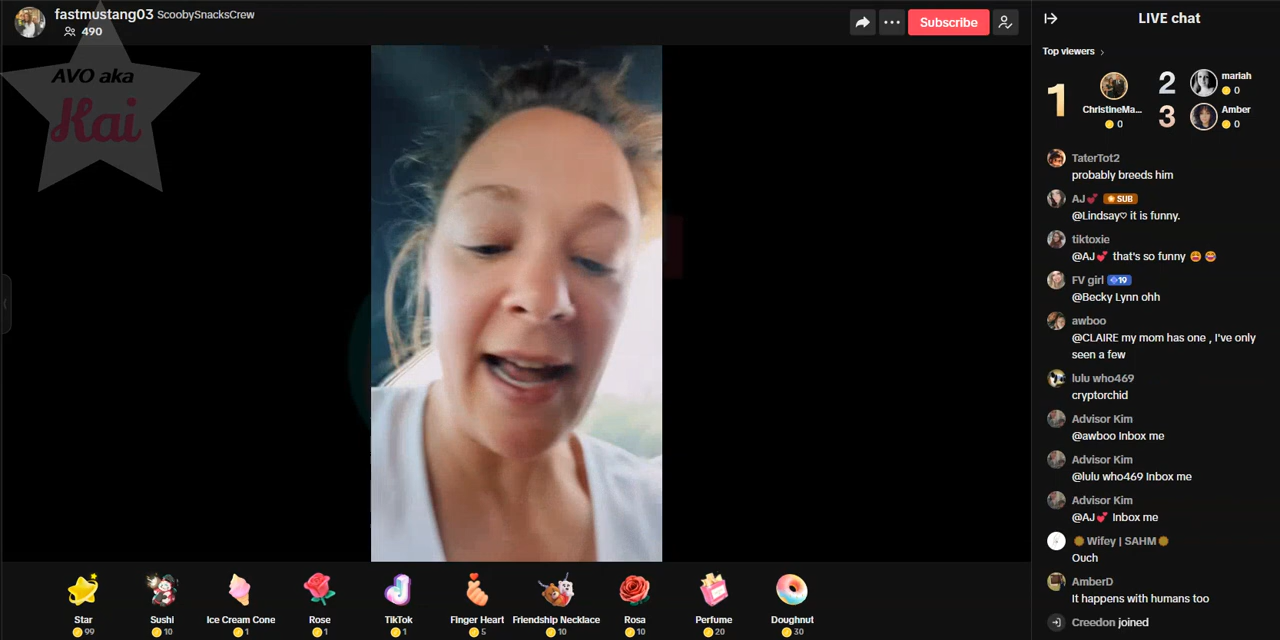 fastmustang03 ScoobySnacksCrew
490
Subscribe
AVO aka
Kai
LIVE chat
Top viewers
1
ChristineMa...
0
2
mariah
0
3
Amber
0
TaterTot2
probably breeds him
AJ💕 SUB
@Lindsay♡ it is funny.
tiktoxie
@AJ💕 that's so funny 🤩 😂
FV girl 19
@Becky Lynn ohh
awboo
@CLAIRE my mom has one , I've only
seen a few
lulu who469
cryptorchid
Advisor Kim
@awboo Inbox me
Advisor Kim
@lulu who469 Inbox me
Advisor Kim
@AJ💕 Inbox me
Wifey | SAHM
Ouch
AmberD
It happens with humans too
Creedon joined
Star
99
Sushi
10
Ice Cream Cone
1
Rose
1
TikTok
1
Finger Heart
5
Friendship Necklace
10
Rosa
10
Perfume
20
Doughnut
30